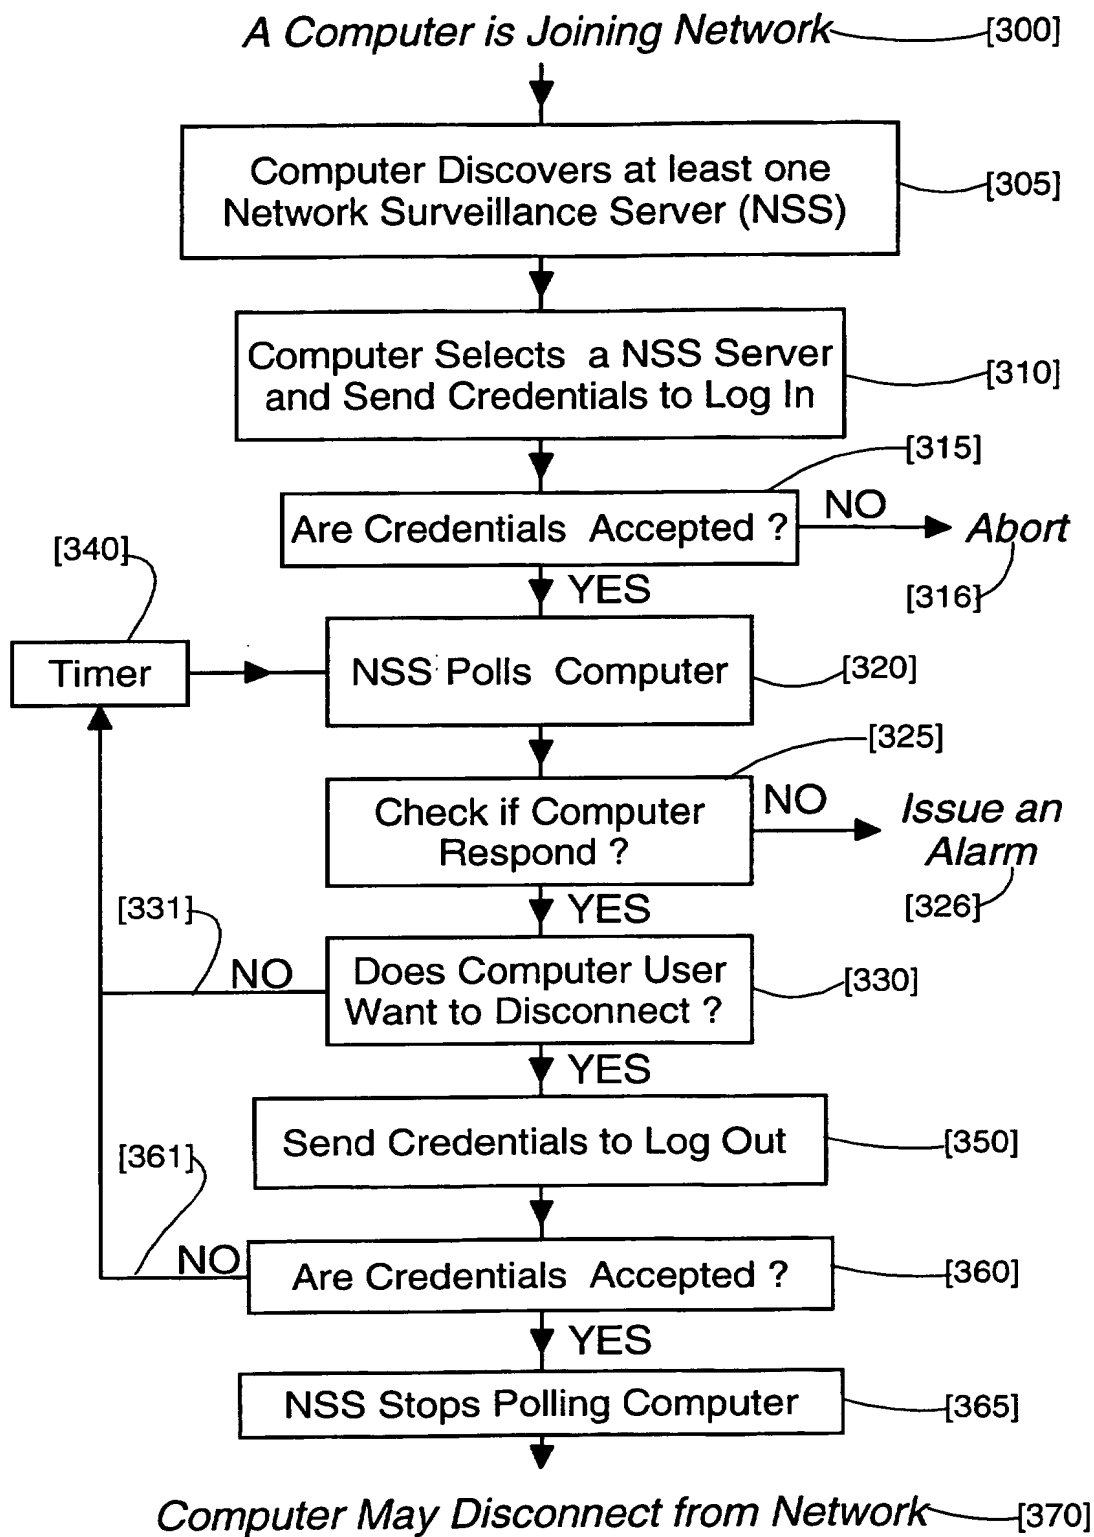 A Computer is Joining Network [300]
Computer Discovers at least one
Network Surveillance Server (NSS)
[305]
Computer Selects a NSS Server
and Send Credentials to Log In
[310]
[315]
Are Credentials Accepted ?
NO
Abort
[316]
YES
[340]
Timer
NSS Polls Computer
[320]
[325]
Check if Computer
Respond ?
NO
Issue an
Alarm
[326]
YES
[331]
NO
Does Computer User
Want to Disconnect ?
[330]
YES
Send Credentials to Log Out
[350]
[361]
NO
Are Credentials Accepted ?
[360]
YES
NSS Stops Polling Computer
[365]
Computer May Disconnect from Network [370]